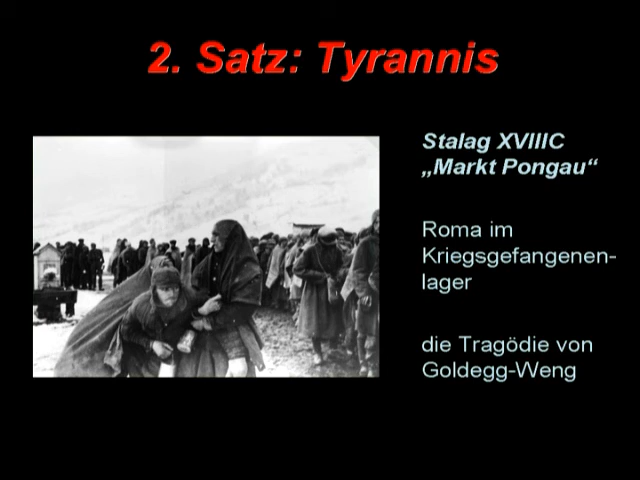 2. Satz: Tyrannis
Stalag XVIIIC
„Markt Pongau“
Roma im
Kriegsgefangenen-
lager
die Tragödie von
Goldegg-Weng